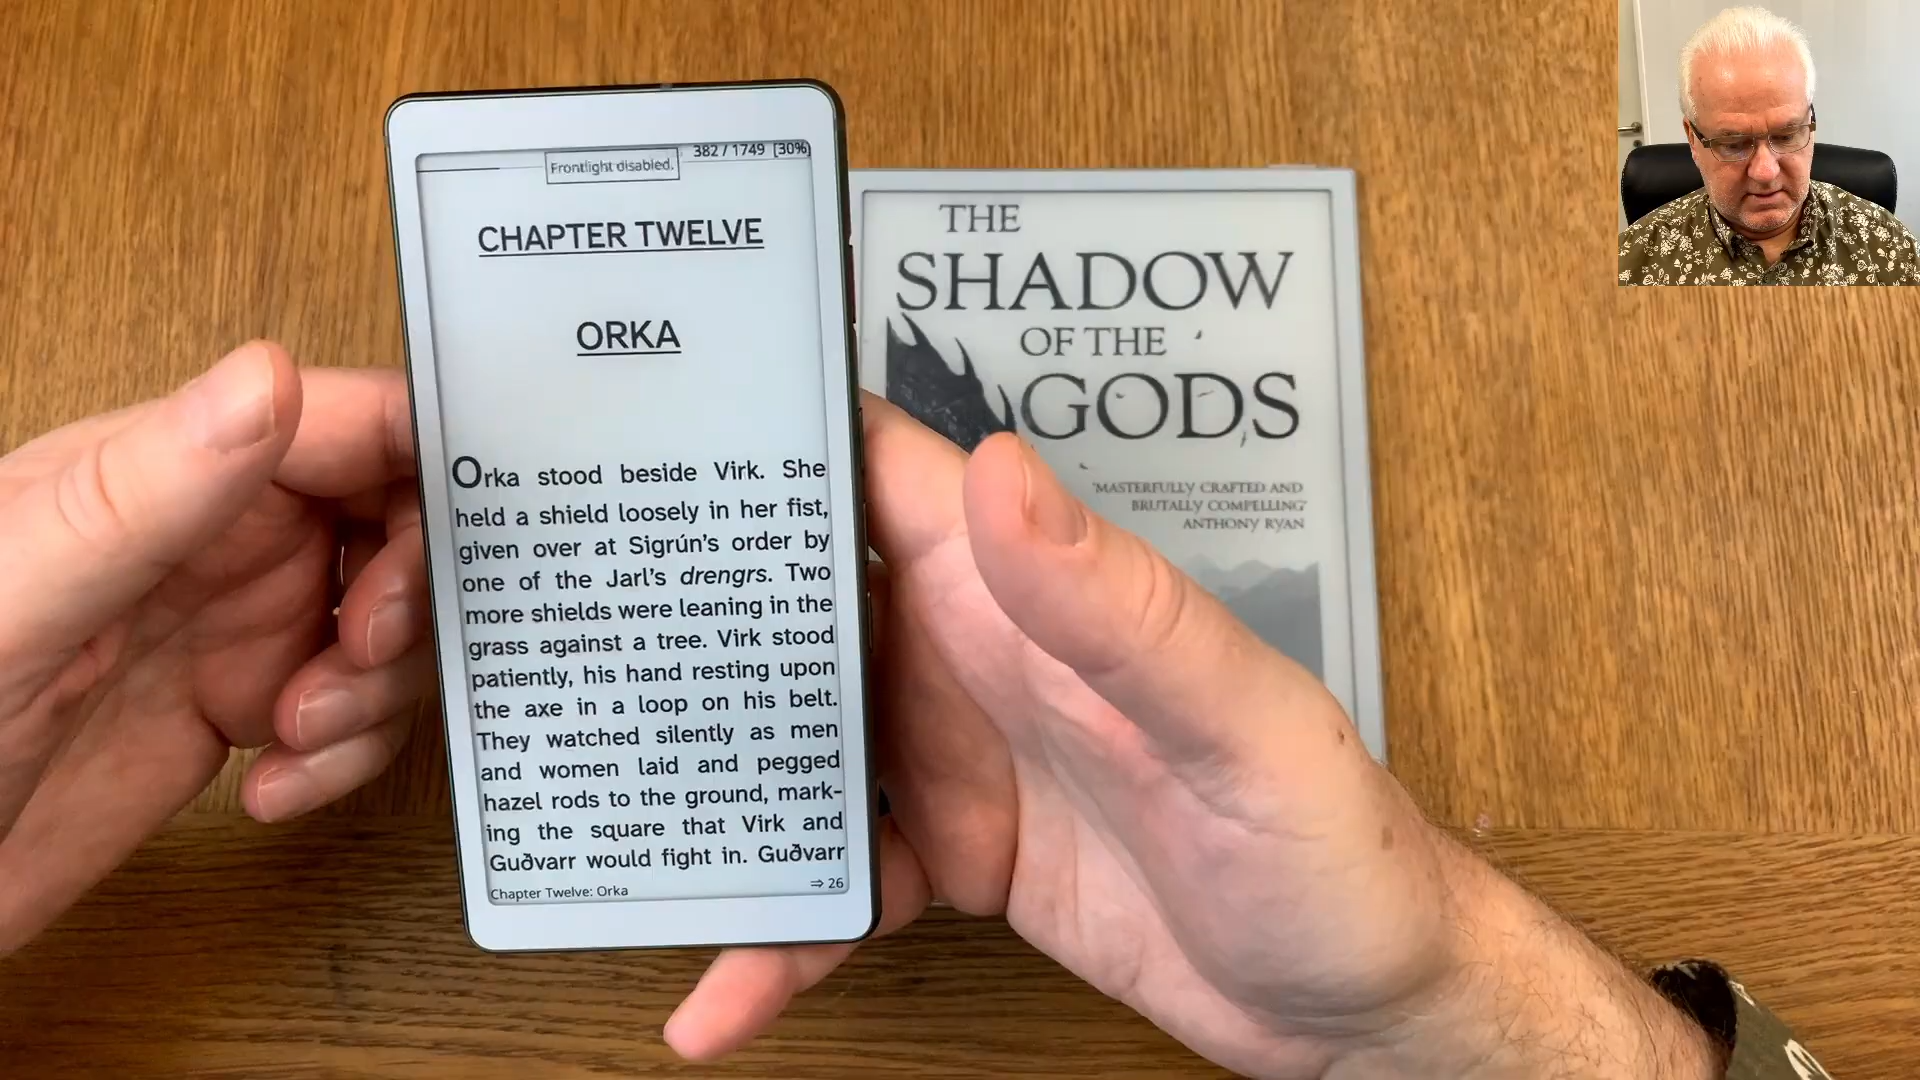 382 / 1749 [30%]
Frontlight disabled.
CHAPTER TWELVE
ORKA
Orka stood beside Virk. She
held a shield loosely in her fist,
given over at Sigrún's order by
one of the Jarl's drengrs. Two
more shields were leaning in the
grass against a tree. Virk stood
patiently, his hand resting upon
the axe in a loop on his belt.
They watched silently as men
and women laid and pegged
hazel rods to the ground, mark-
ing the square that Virk and
Guðvarr would fight in. Guðvarr
Chapter Twelve: Orka
⇒ 26
THE
SHADOW
OF THE
GODS
'MASTERFULLY CRAFTED AND
BRUTALLY COMPELLING'
ANTHONY RYAN